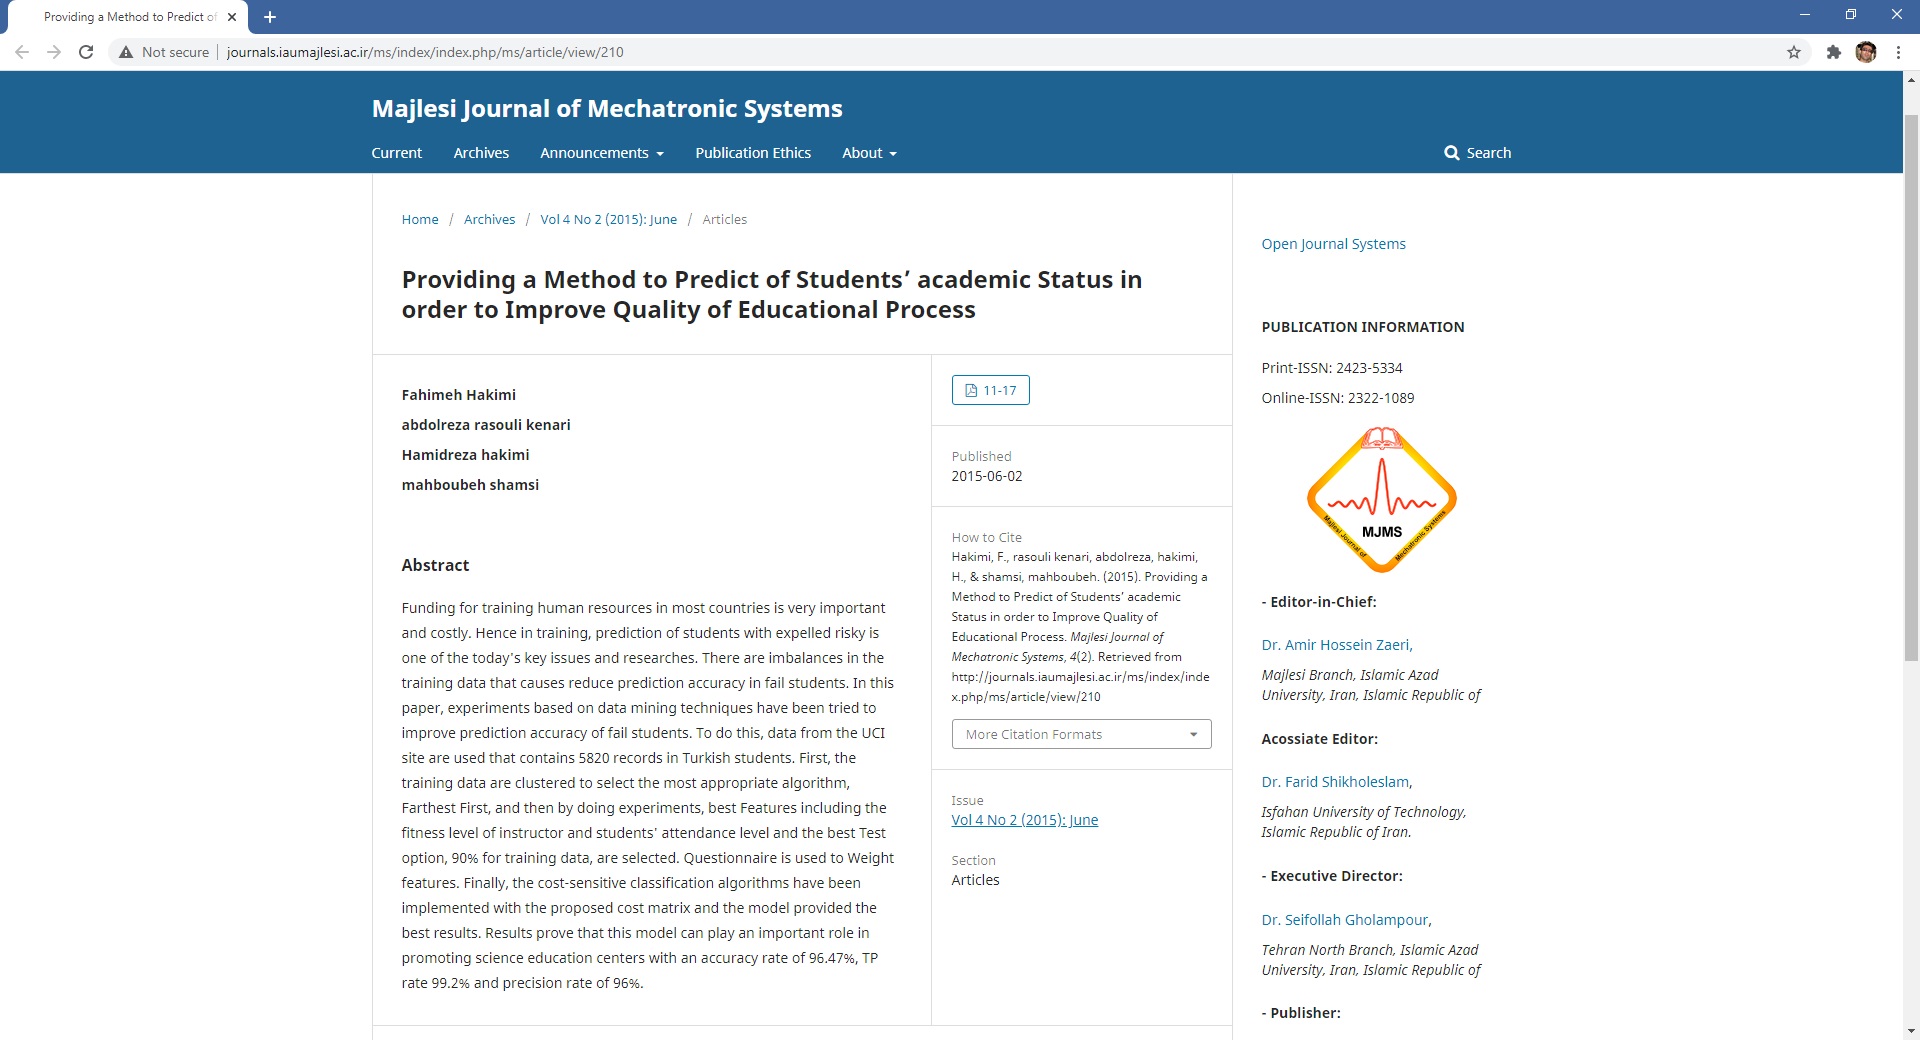 Providing a Method to Predict of
Not secure
journals.iaumajlesi.ac.ir/ms/index/index.php/ms/article/view/210
Majlesi Journal of Mechatronic Systems
Current
Archives
Announcements
Publication Ethics
About
Search
Home / Archives / Vol 4 No 2 (2015): June / Articles
Providing a Method to Predict of Students’ academic Status in
order to Improve Quality of Educational Process
Fahimeh Hakimi
abdolreza rasouli kenari
Hamidreza hakimi
mahboubeh shamsi
Abstract
Funding for training human resources in most countries is very important
and costly. Hence in training, prediction of students with expelled risky is
one of the today's key issues and researches. There are imbalances in the
training data that causes reduce prediction accuracy in fail students. In this
paper, experiments based on data mining techniques have been tried to
improve prediction accuracy of fail students. To do this, data from the UCI
site are used that contains 5820 records in Turkish students. First, the
training data are clustered to select the most appropriate algorithm,
Farthest First, and then by doing experiments, best Features including the
fitness level of instructor and students' attendance level and the best Test
option, 90% for training data, are selected. Questionnaire is used to Weight
features. Finally, the cost-sensitive classification algorithms have been
implemented with the proposed cost matrix and the model provided the
best results. Results prove that this model can play an important role in
promoting science education centers with an accuracy rate of 96.47%, TP
rate 99.2% and precision rate of 96%.
11-17
Published
2015-06-02
How to Cite
Hakimi, F., rasouli kenari, abdolreza, hakimi,
H., & shamsi, mahboubeh. (2015). Providing a
Method to Predict of Students’ academic
Status in order to Improve Quality of
Educational Process. Majlesi Journal of
Mechatronic Systems, 4(2). Retrieved from
http://journals.iaumajlesi.ac.ir/ms/index/inde
x.php/ms/article/view/210
More Citation Formats
Issue
Vol 4 No 2 (2015): June
Section
Articles
Open Journal Systems
PUBLICATION INFORMATION
Print-ISSN: 2423-5334
Online-ISSN: 2322-1089
MJMS
Majlesi Journal of
Mechatronic Systems
- Editor-in-Chief:
Dr. Amir Hossein Zaeri,
Majlesi Branch, Islamic Azad
University, Iran, Islamic Republic of
Acossiate Editor:
Dr. Farid Shikholeslam,
Isfahan University of Technology,
Islamic Republic of Iran.
- Executive Director:
Dr. Seifollah Gholampour,
Tehran North Branch, Islamic Azad
University, Iran, Islamic Republic of
- Publisher: